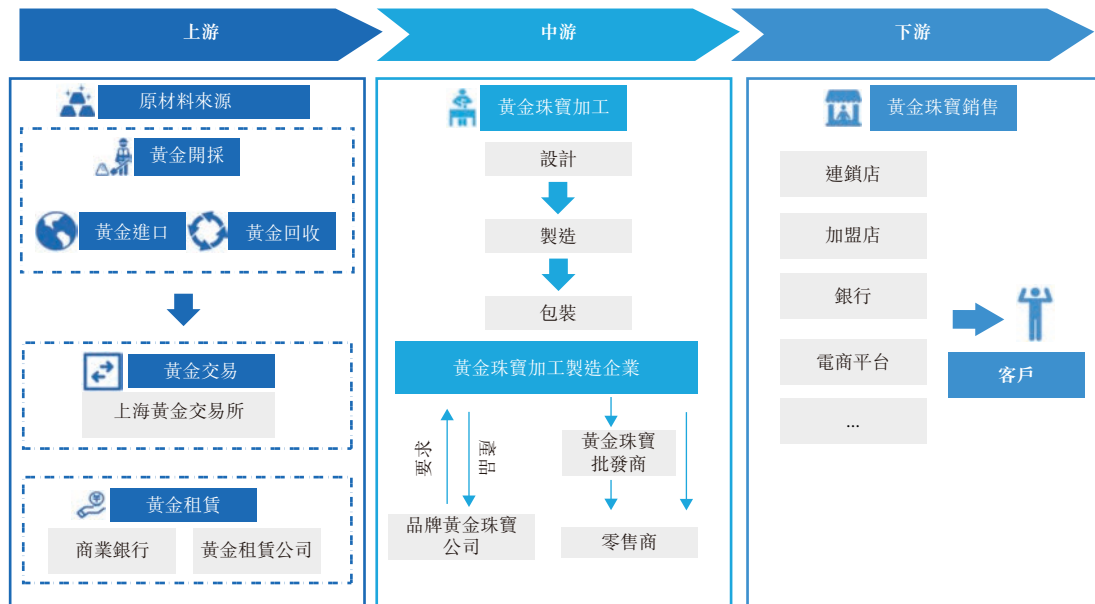 上游
中游
下游
原材料來源
黃金開採
黃金進口
黃金回收
黃金交易
上海黃金交易所
黃金租賃
商業銀行
黃金租賃公司
黃金珠寶加工
設計
製造
包裝
黃金珠寶加工製造企業
要求
產品
黃金珠寶
批發商
品牌黃金珠寶
公司
零售商
黃金珠寶銷售
連鎖店
加盟店
銀行
電商平台
...
客戶